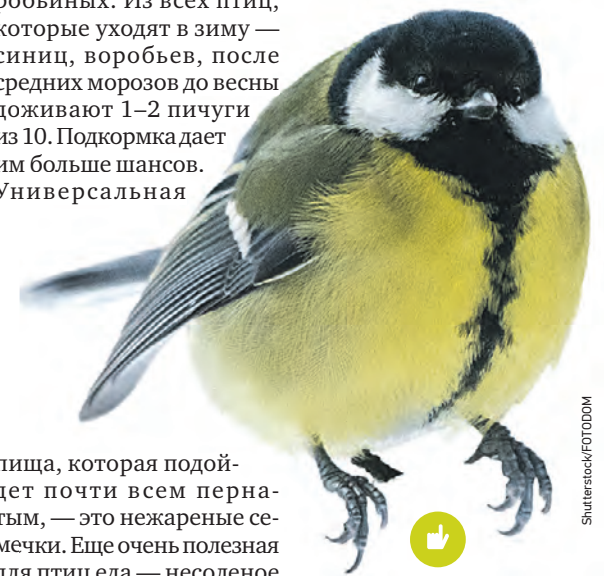 робьиных. Из всех птиц,
которые уходят в зиму —
синиц, воробьев, после
средних морозов до весны
доживают 1–2 пичуги
из 10. Подкормка дает
им больше шансов.
Универсальная
пища, которая подой-
дет почти всем перна-
тым, — это нежареные се-
мечки. Еще очень полезная
для птиц еда — несоленое
Shutterstock/FOTODOM